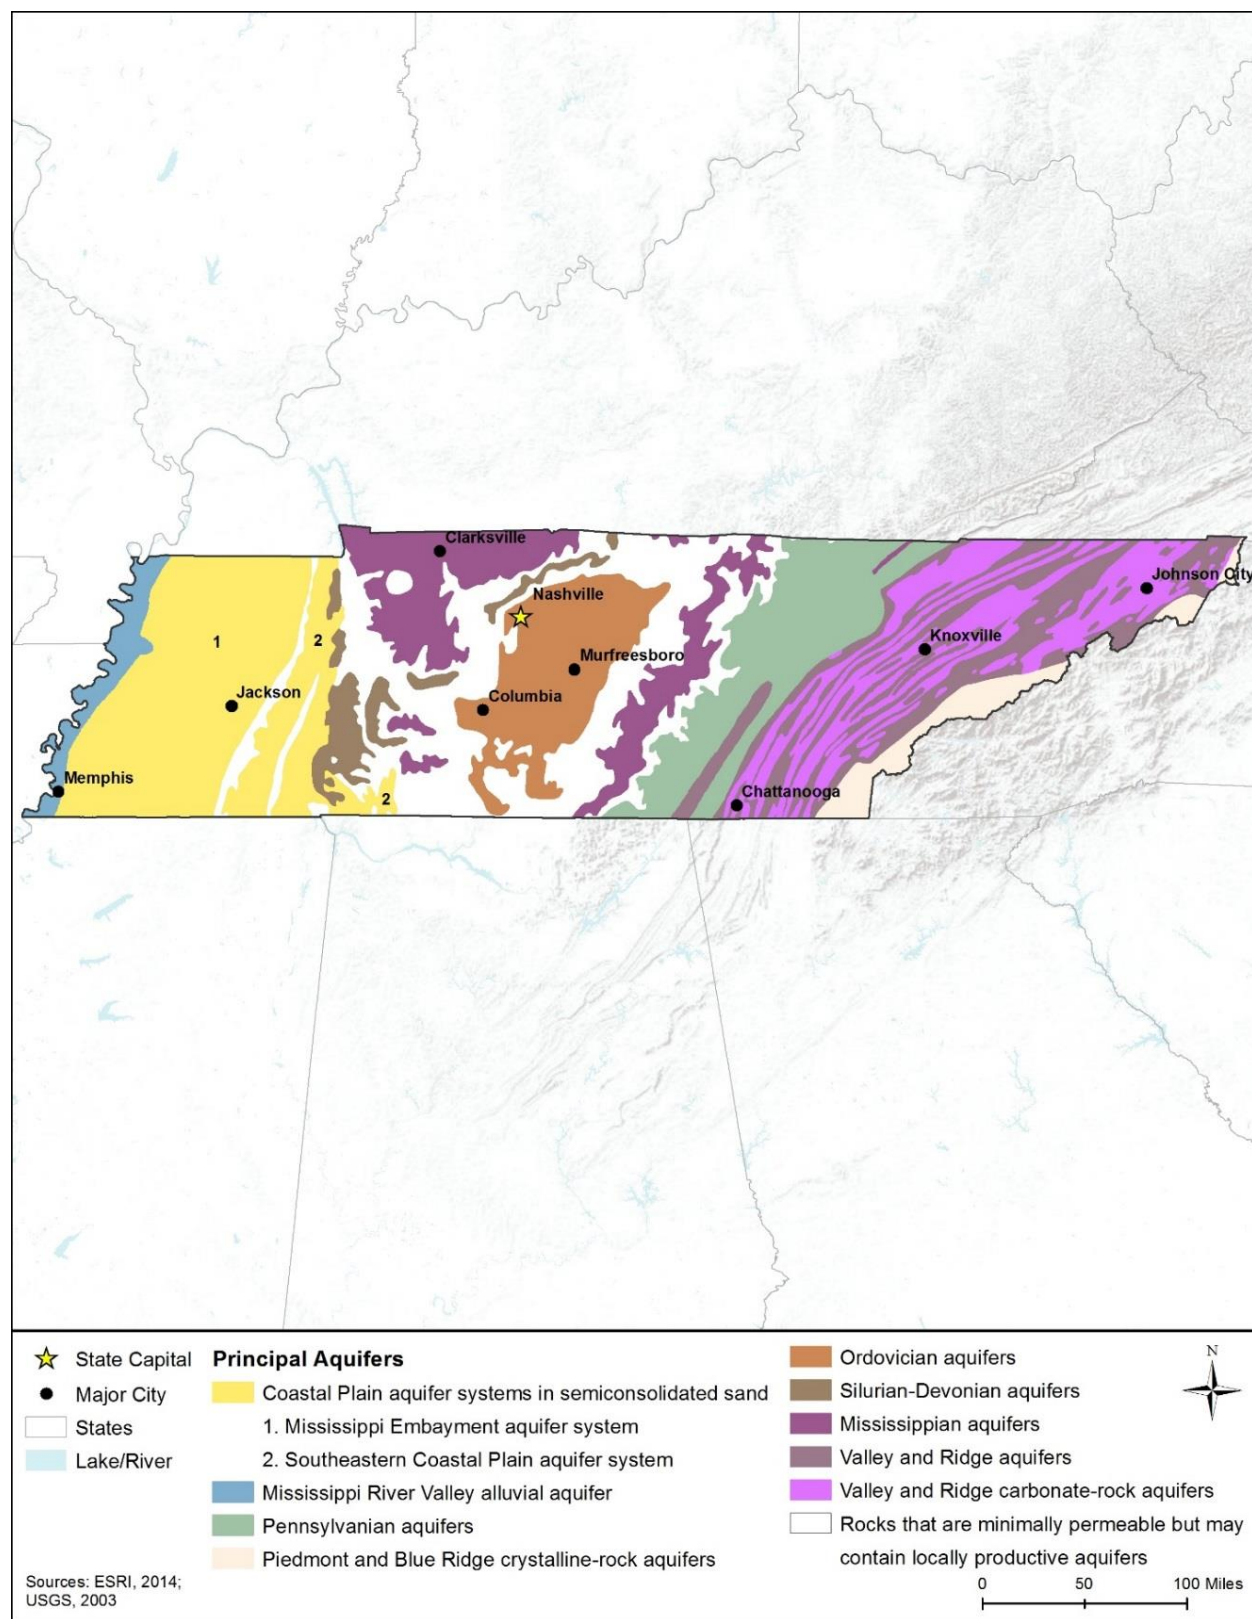 Clarksville
Johnson City
Nashville
1
2
Knoxville
Murfreesboro
Jackson
Columbia
Memphis
2
Chattanooga
State Capital
Major City
States
Lake/River
Principal Aquifers
Coastal Plain aquifer systems in semiconsolidated sand
1. Mississippi Embayment aquifer system
2. Southeastern Coastal Plain aquifer system
Mississippi River Valley alluvial aquifer
Pennsylvanian aquifers
Piedmont and Blue Ridge crystalline-rock aquifers
Ordovician aquifers
Silurian-Devonian aquifers
Mississippian aquifers
Valley and Ridge aquifers
Valley and Ridge carbonate-rock aquifers
Rocks that are minimally permeable but may
contain locally productive aquifers
N
Sources: ESRI, 2014;
USGS, 2003
0 50 100 Miles